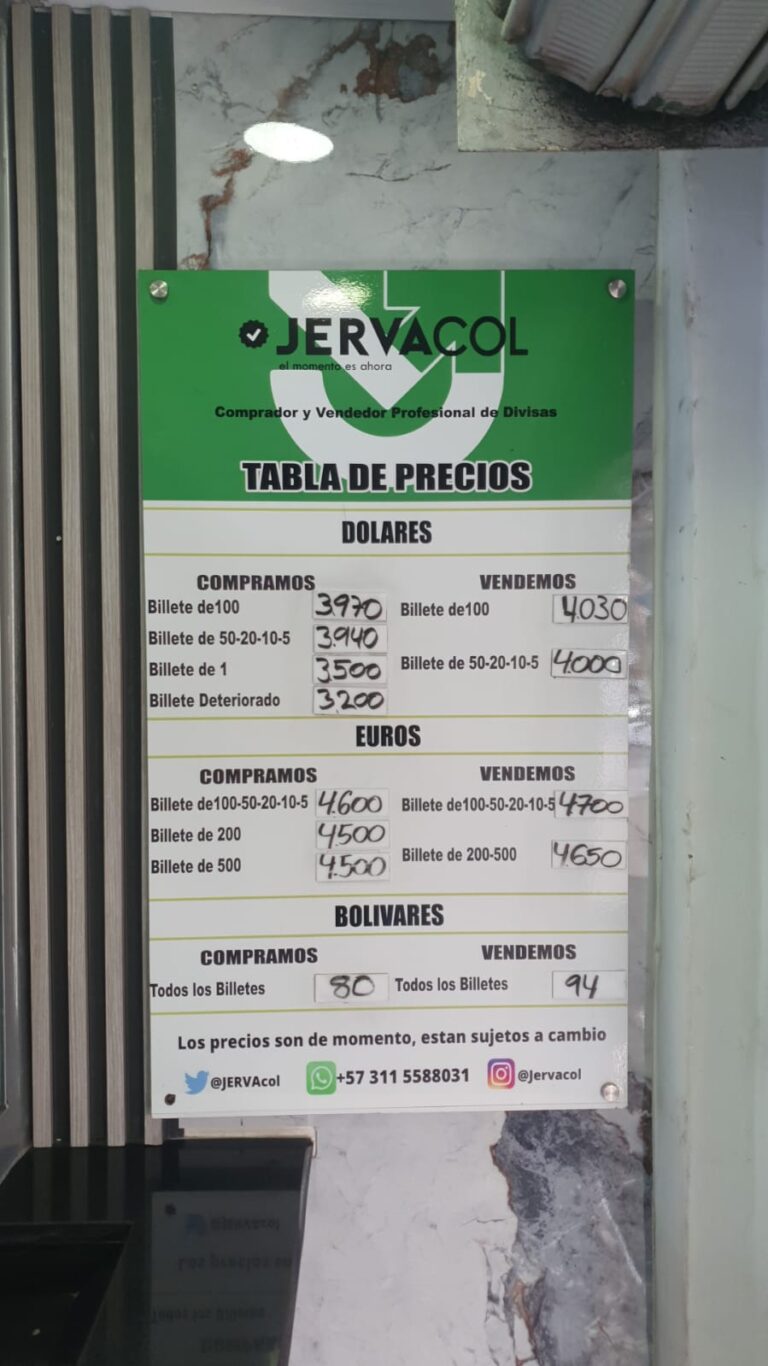 JERVACOL
el momento es ahora
Comprador y Vendedor Profesional de Divisas
TABLA DE PRECIOS
DOLARES
COMPRAMOS VENDEMOS
Billete de100 3.970 Billete de100 4.030
Billete de 50-20-10-5 3.940
Billete de 50-20-10-5 4.000
Billete de 1 3.500
Billete Deteriorado 3.200
EUROS
COMPRAMOS VENDEMOS
Billete de100-50-20-10-5 4.600 Billete de100-50-20-10-5 4700
Billete de 200 4500
Billete de 500 4.500 Billete de 200-500 4650
BOLIVARES
COMPRAMOS VENDEMOS
Todos los Billetes 80 Todos los Billetes 94
Los precios son de momento, estan sujetos a cambio
@JERVAcol +57 311 5588031 @Jervacol